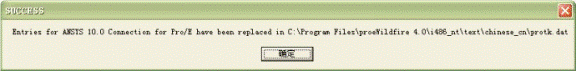 SUCCESS
Entries for ANSYS 10.0 Connection for Pro/E have been replaced in C:\Program Files\proeWildfire 4.0\i486_nt\text\chinese_cn\protk.dat
确定